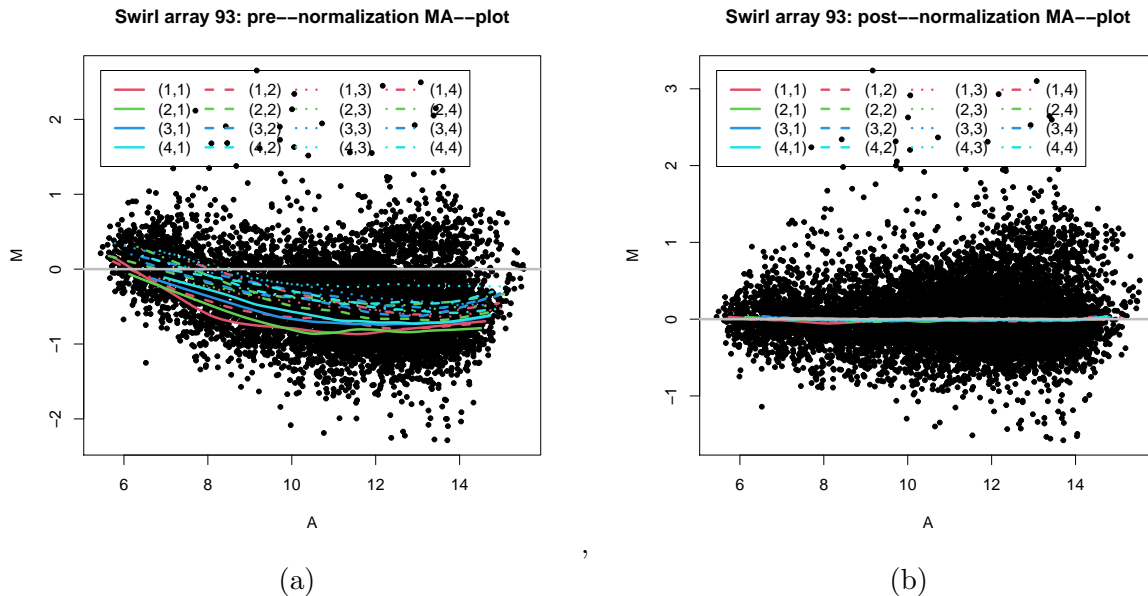 Swirl array 93: pre--normalization MA--plot
(1,1) (1,2) (1,3) (1,4)
(2,1) (2,2) (2,3) (2,4)
(3,1) (3,2) (3,3) (3,4)
(4,1) (4,2) (4,3) (4,4)
M
2
1
0
−1
−2
6 8 10 12 14
A
Swirl array 93: post--normalization MA--plot
(1,1) (1,2) (1,3) (1,4)
(2,1) (2,2) (2,3) (2,4)
(3,1) (3,2) (3,3) (3,4)
(4,1) (4,2) (4,3) (4,4)
M
3
2
1
0
−1
6 8 10 12 14
A
,
(a)
(b)